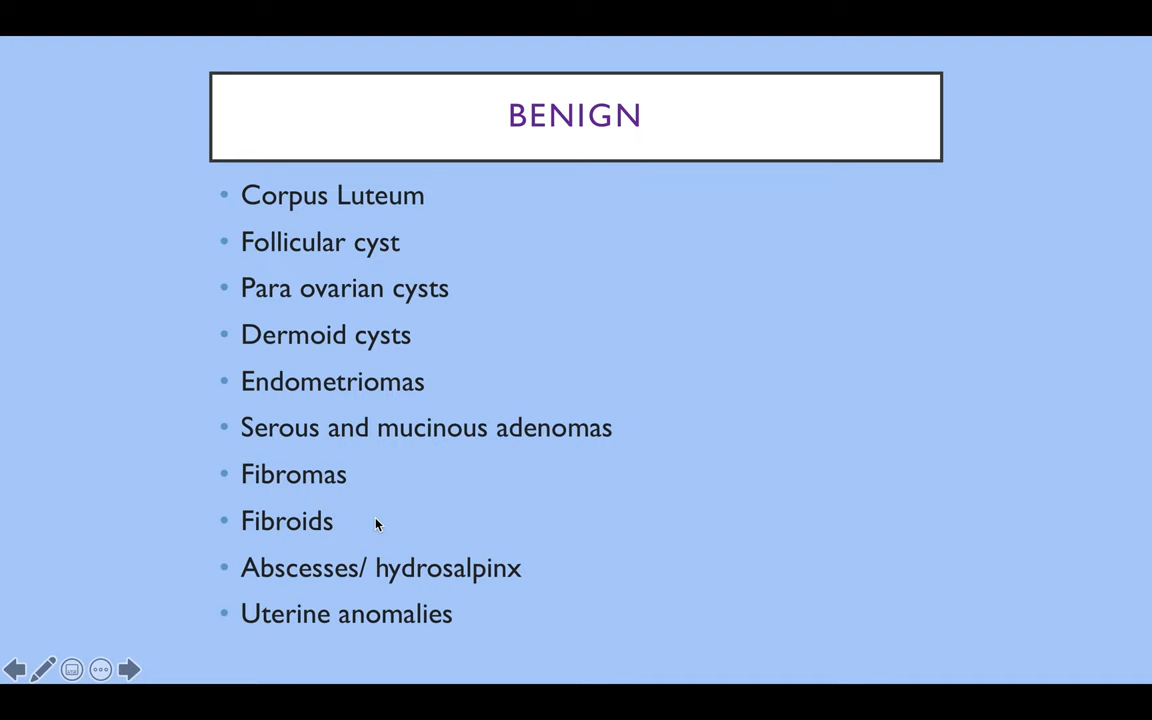 BENIGN
• Corpus Luteum
• Follicular cyst
• Para ovarian cysts
• Dermoid cysts
• Endometriomas
• Serous and mucinous adenomas
• Fibromas
• Fibroids
• Abscesses/ hydrosalpinx
• Uterine anomalies